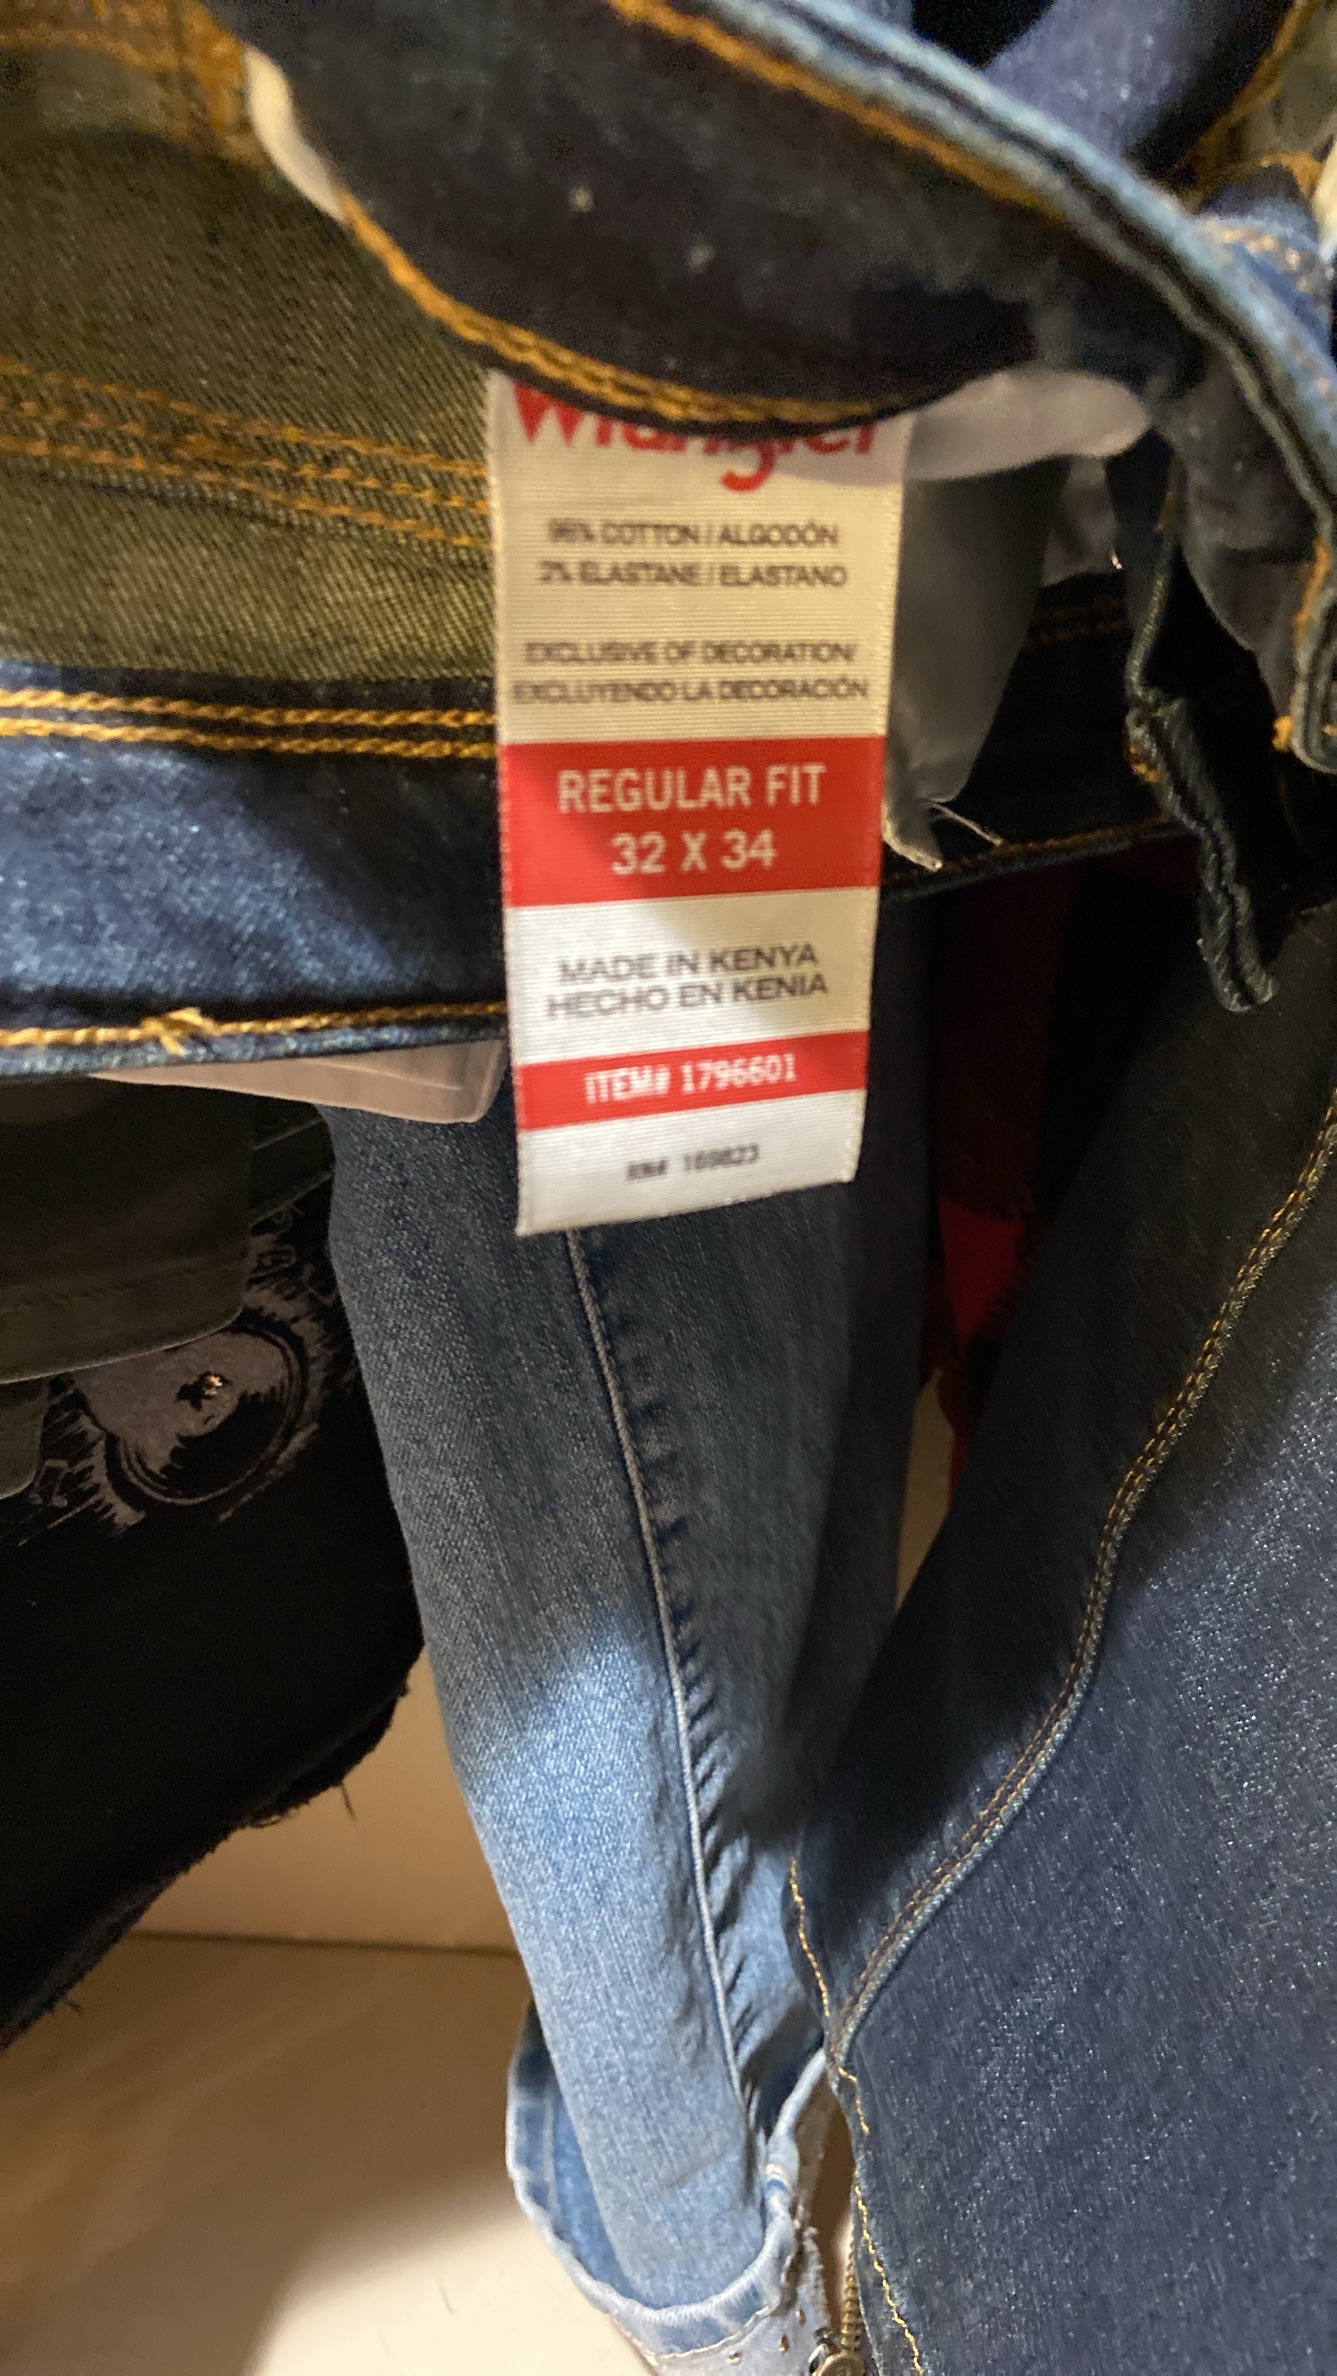 Wrangler
98% COTTON / ALGODÓN
2% ELASTANE / ELASTANO
EXCLUSIVE OF DECORATION/
EXCLUYENDO LA DECORACIÓN
REGULAR FIT
32 X 34
MADE IN KENYA
HECHO EN KENIA
ITEM# 1796601
RN#